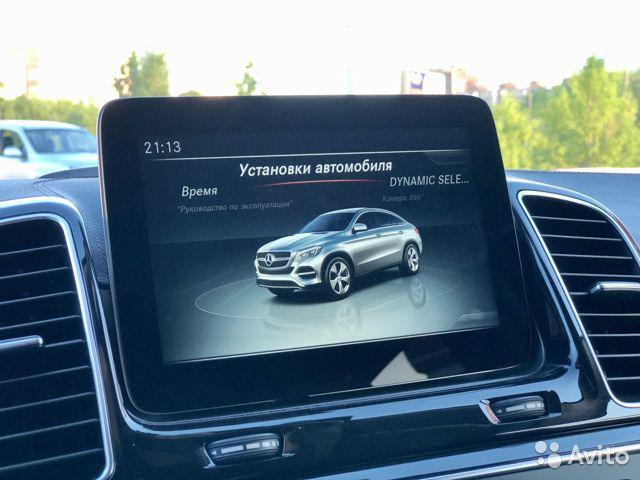 21:13
Установки автомобиля
Время
DYNAMIC SELE...
"Руководство по эксплуатации"
Камера 360°
Avito